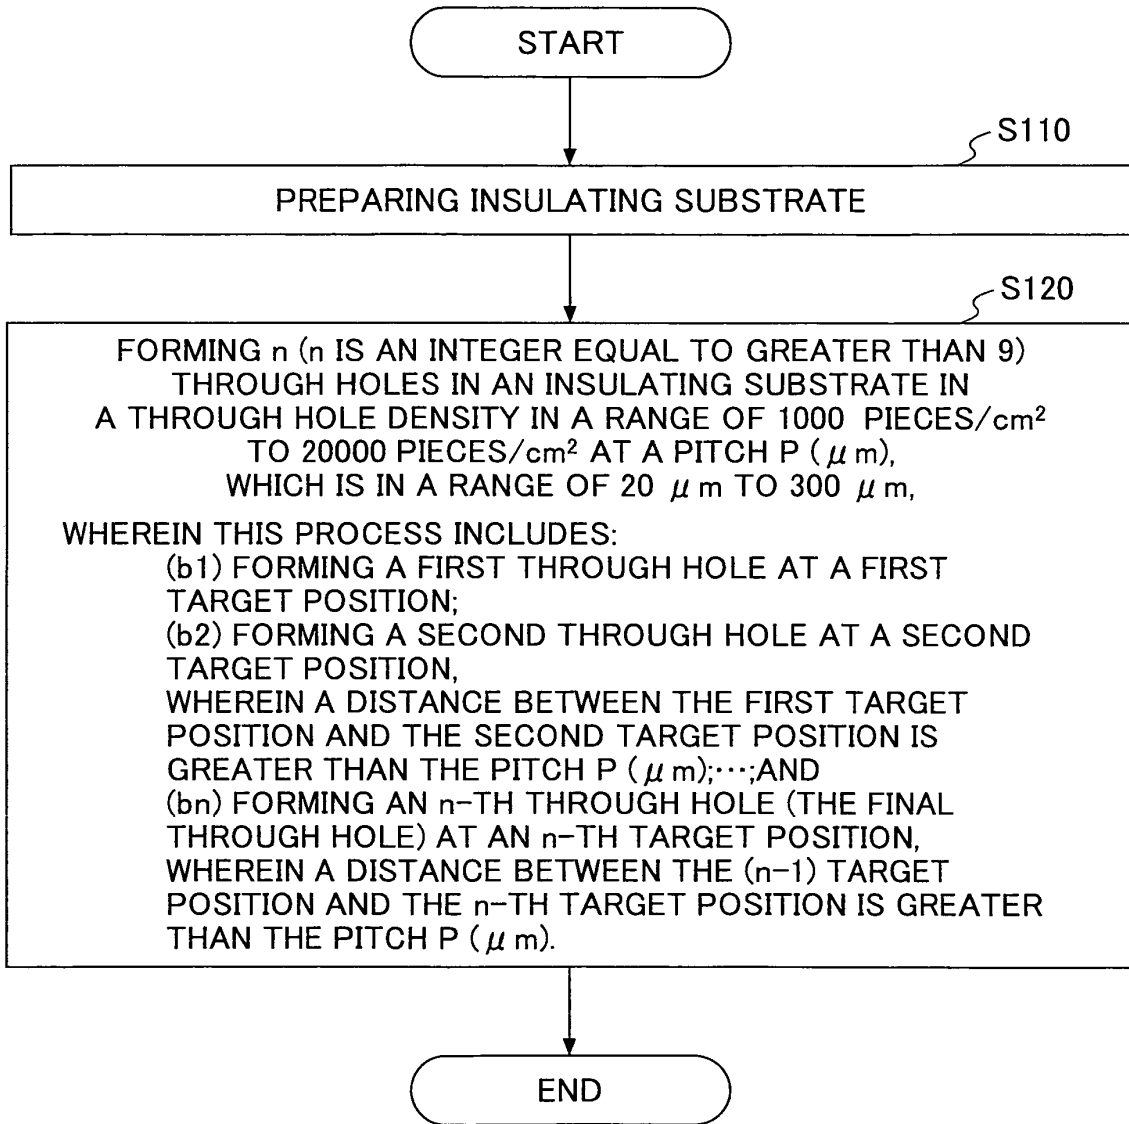 START
S110
PREPARING INSULATING SUBSTRATE
S120
FORMING n (n IS AN INTEGER EQUAL TO GREATER THAN 9)
THROUGH HOLES IN AN INSULATING SUBSTRATE IN
A THROUGH HOLE DENSITY IN A RANGE OF 1000 PIECES/cm²
TO 20000 PIECES/cm² AT A PITCH P (μm),
WHICH IS IN A RANGE OF 20 μm TO 300 μm,
WHEREIN THIS PROCESS INCLUDES:
(b1) FORMING A FIRST THROUGH HOLE AT A FIRST
TARGET POSITION;
(b2) FORMING A SECOND THROUGH HOLE AT A SECOND
TARGET POSITION,
WHEREIN A DISTANCE BETWEEN THE FIRST TARGET
POSITION AND THE SECOND TARGET POSITION IS
GREATER THAN THE PITCH P (μm);⋯;AND
(bn) FORMING AN n-TH THROUGH HOLE (THE FINAL
THROUGH HOLE) AT AN n-TH TARGET POSITION,
WHEREIN A DISTANCE BETWEEN THE (n-1) TARGET
POSITION AND THE n-TH TARGET POSITION IS GREATER
THAN THE PITCH P (μm).
END